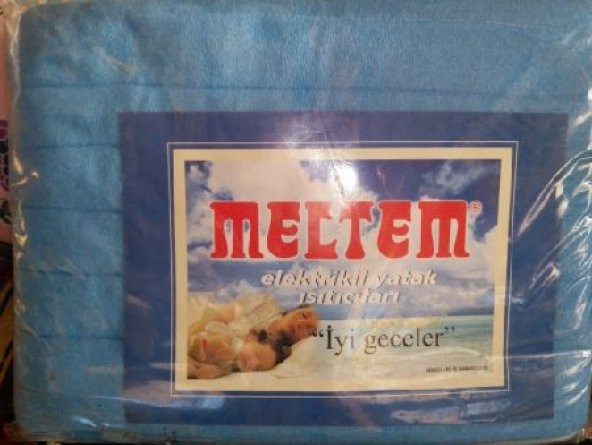 MELTEM®
elektrikli yatak
ısıtıcıları
"İyi geceler"